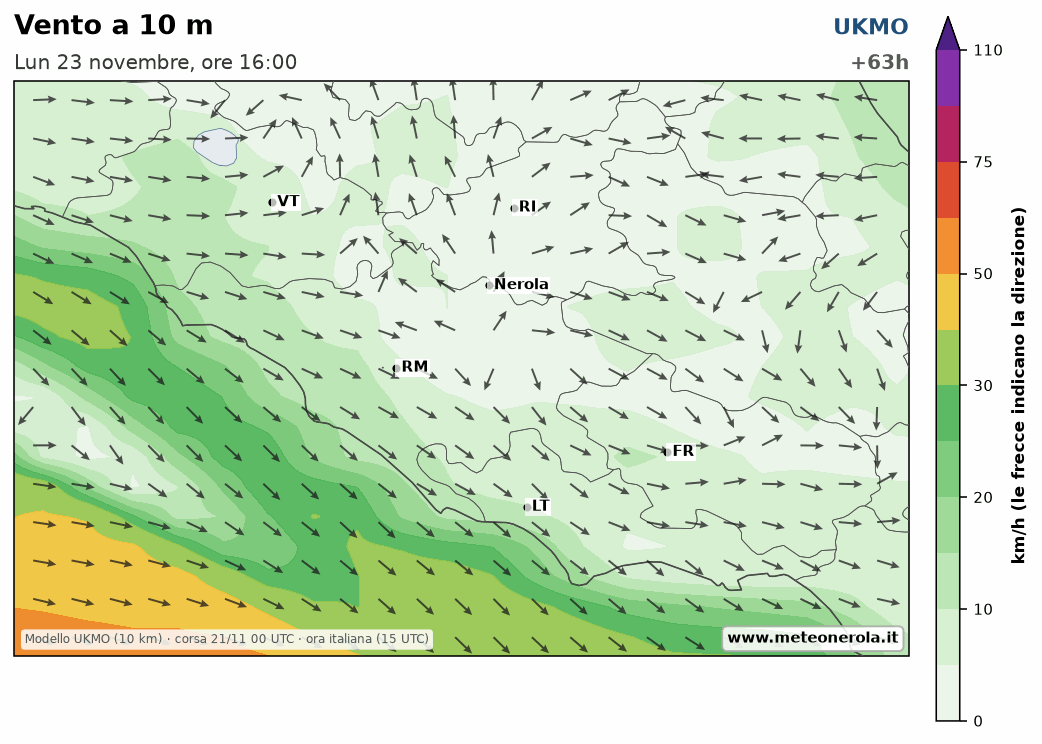 Vento a 10 m
UKMO
Lun 23 novembre, ore 16:00
+63h
VT
RI
Nerola
RM
FR
LT
Modello UKMO (10 km) · corsa 21/11 00 UTC · ora italiana (15 UTC)
www.meteonerola.it
110
75
50
30
20
10
0
km/h (le frecce indicano la direzione)